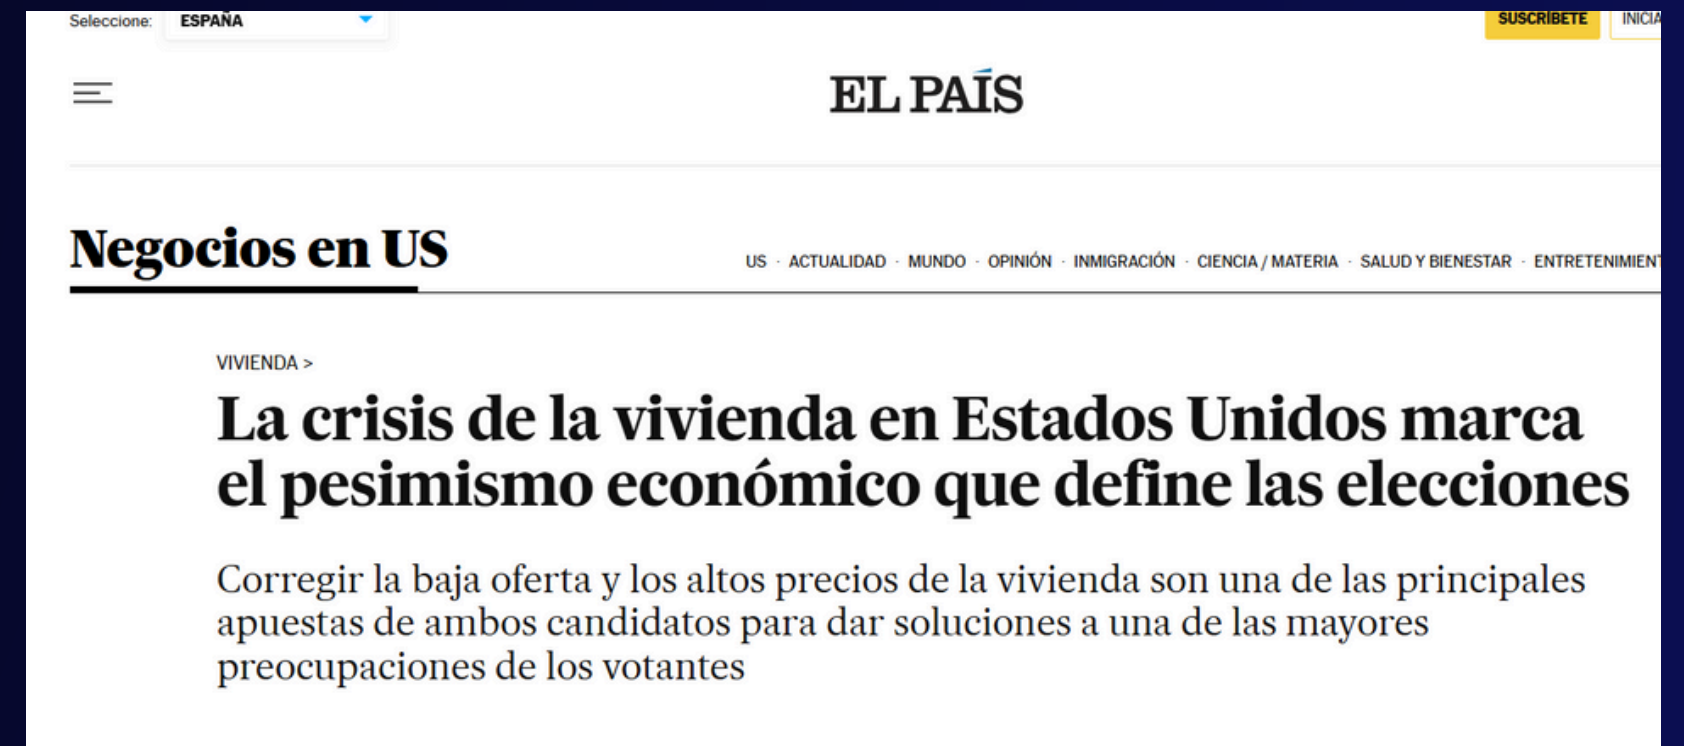 Seleccione: ESPAÑA SUSCRÍBETE
EL PAÍS
Negocios en US
US · ACTUALIDAD · MUNDO · OPINIÓN · INMIGRACIÓN · CIENCIA / MATERIA · SALUD Y BIENESTAR · ENTRETENIMIENT
VIVIENDA >
La crisis de la vivienda en Estados Unidos marca
el pesimismo económico que define las elecciones
Corregir la baja oferta y los altos precios de la vivienda son una de las principales
apuestas de ambos candidatos para dar soluciones a una de las mayores
preocupaciones de los votantes